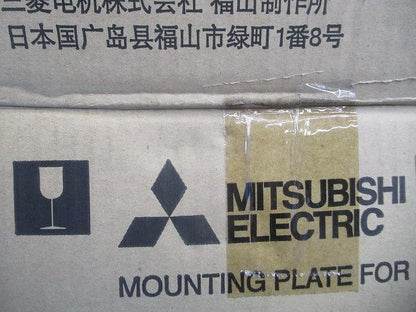 三菱电机株式会社 福山制作所
日本国广岛县福山市绿町1番8号
MITSUBISHI
ELECTRIC
MOUNTING PLATE FOR